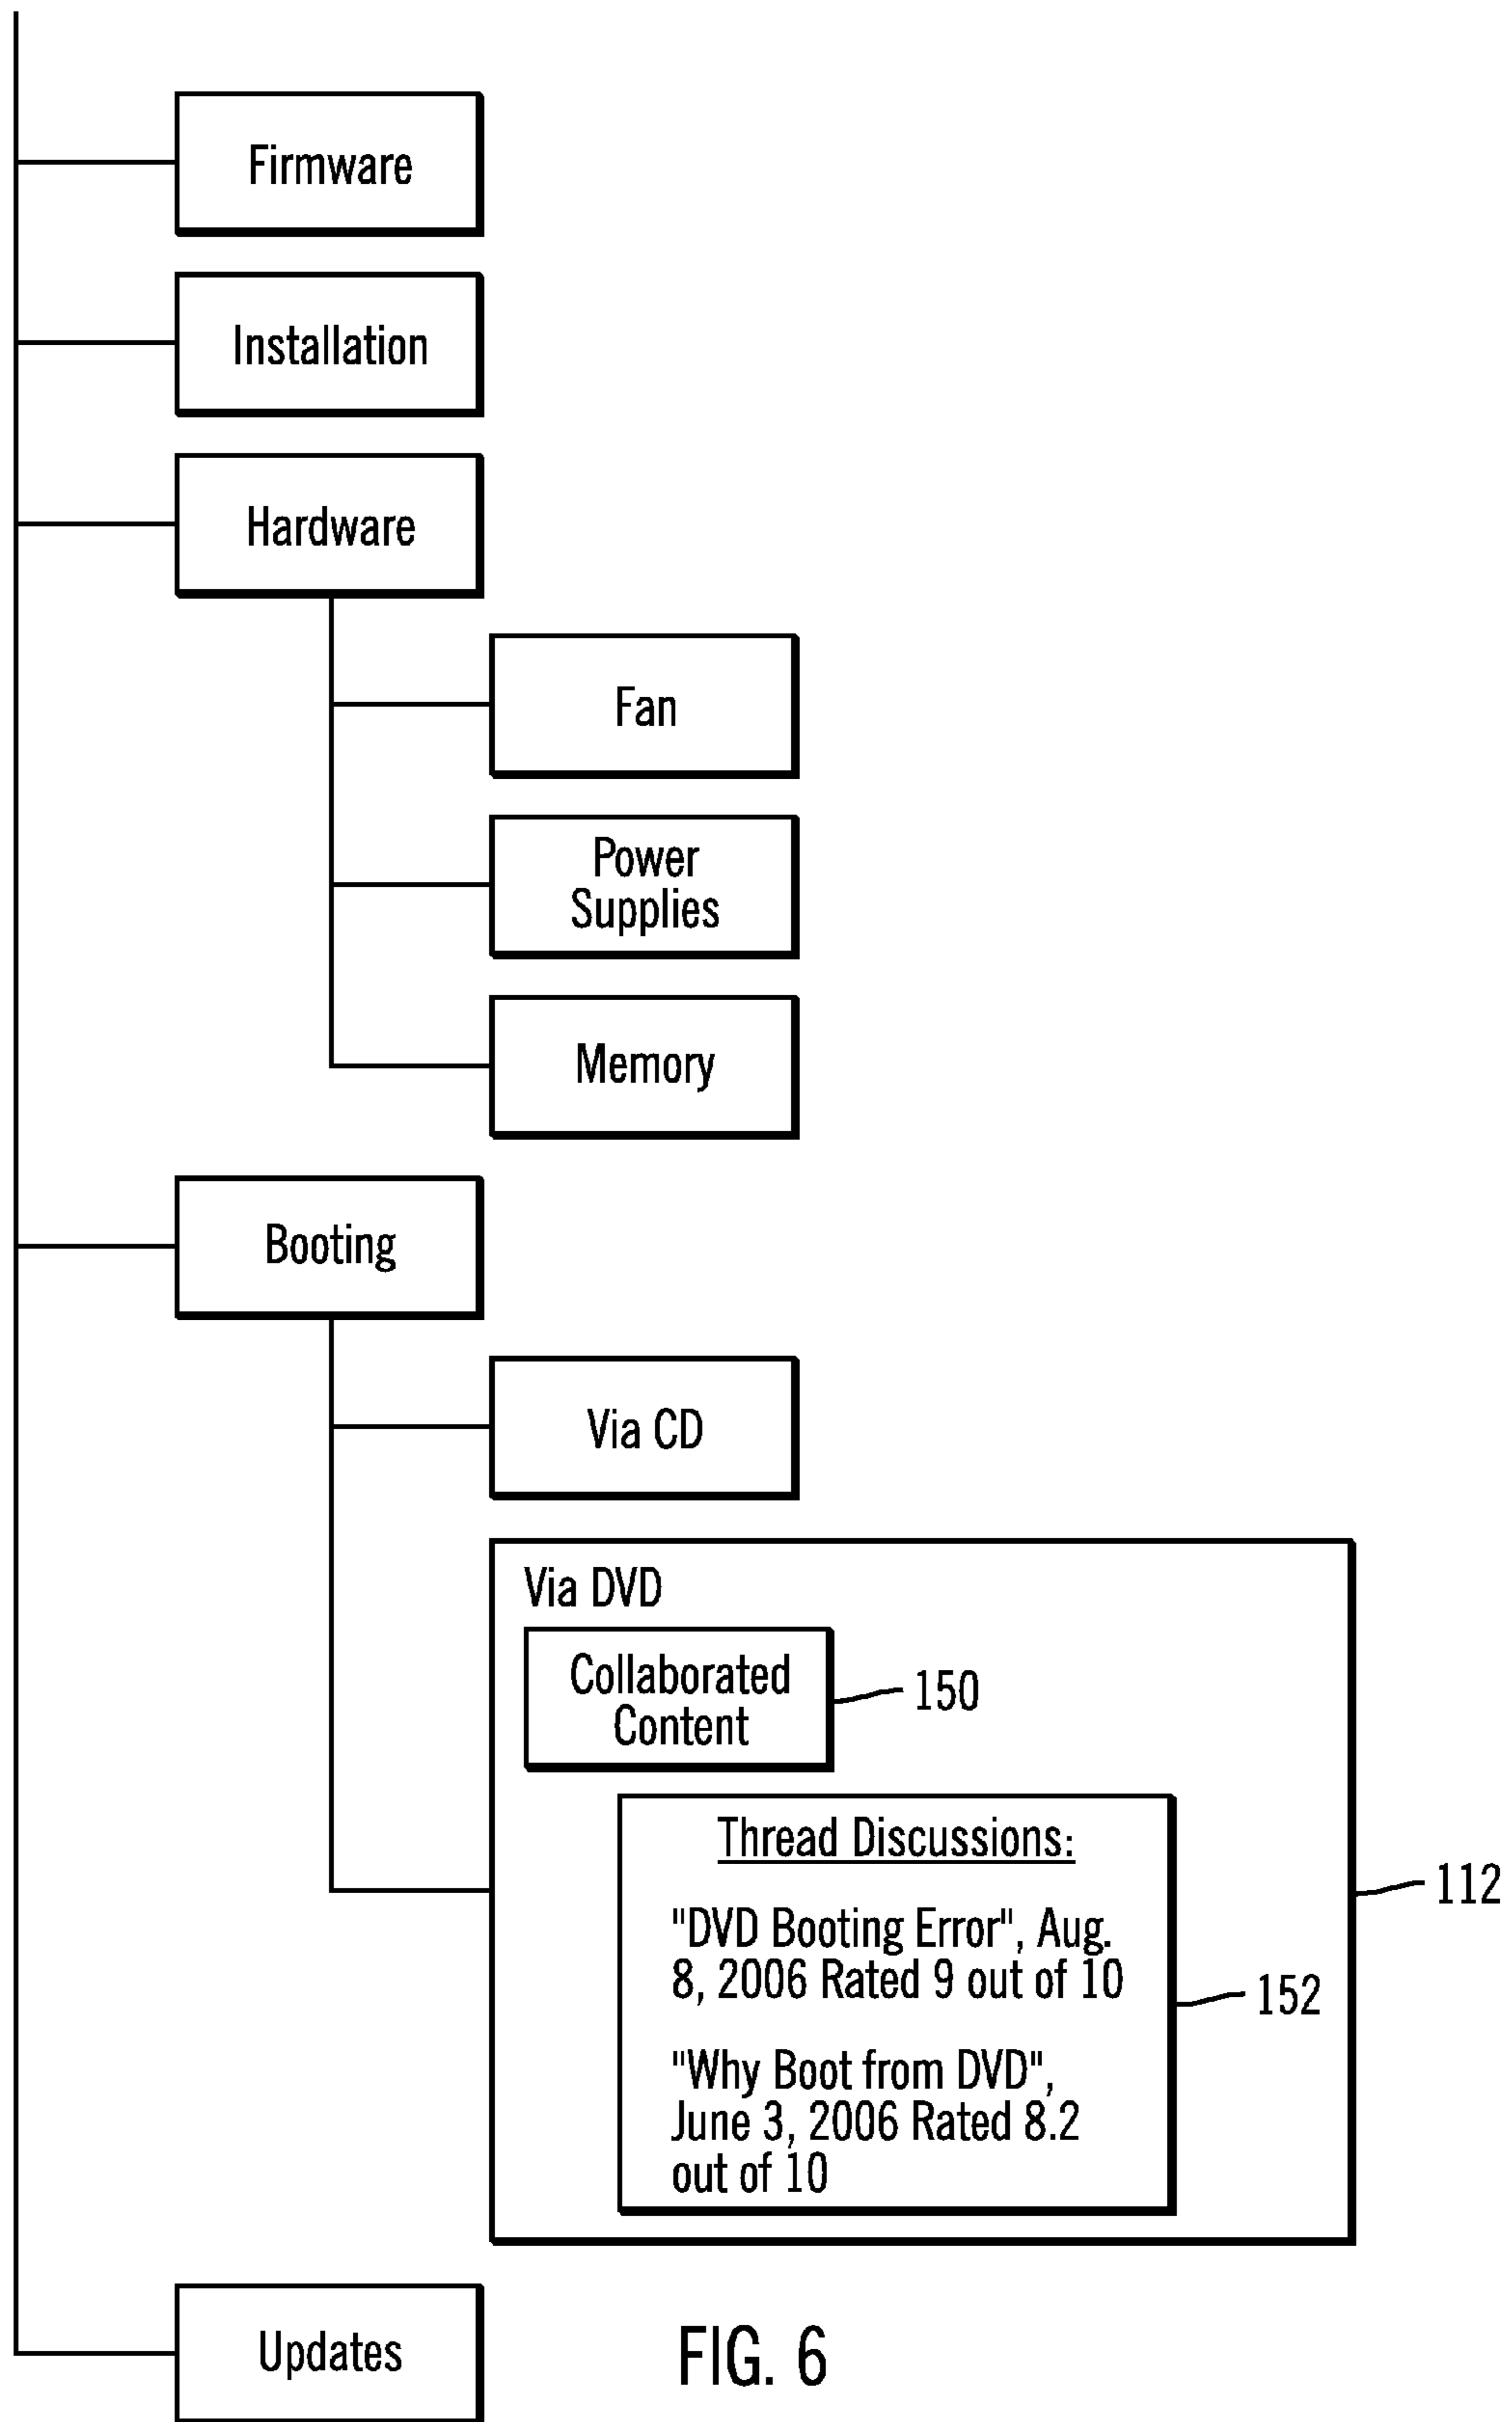 Firmware
Installation
Hardware
Fan
Power
Supplies
Memory
Booting
Via CD
Via DVD
Collaborated
Content
150
Thread Discussions:
"DVD Booting Error", Aug.
8, 2006 Rated 9 out of 10
"Why Boot from DVD",
June 3, 2006 Rated 8.2
out of 10
152
112
Updates
FIG. 6